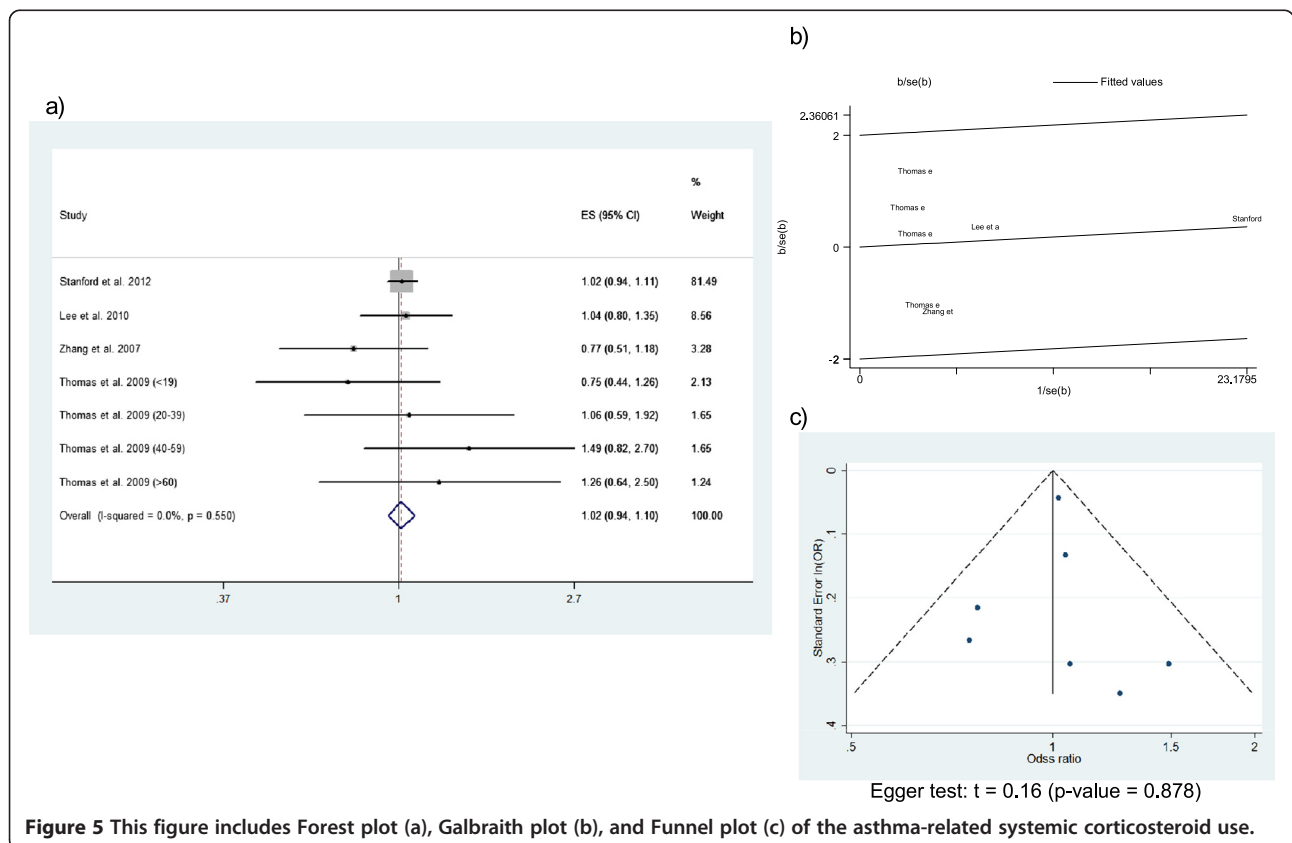 a)
%
Study ES (95% CI) Weight
Stanford et al. 2012 1.02 (0.94, 1.11) 81.49
Lee et al. 2010 1.04 (0.80, 1.35) 8.56
Zhang et al. 2007 0.77 (0.51, 1.18) 3.28
Thomas et al. 2009 (<19) 0.75 (0.44, 1.26) 2.13
Thomas et al. 2009 (20-39) 1.06 (0.59, 1.92) 1.65
Thomas et al. 2009 (40-59) 1.49 (0.82, 2.70) 1.65
Thomas et al. 2009 (>60) 1.26 (0.64, 2.50) 1.24
Overall (I-squared = 0.0%, p = 0.550) 1.02 (0.94, 1.10) 100.00
.37 1 2.7
b)
b/se(b) Fitted values
2.36061
2
Thomas e
Thomas e
Stanford
Lee et a
Thomas e
0
b/se(b)
Thomas e
Zhang et
-2
0 23.1795
1/se(b)
c)
0
.1
.2
.3
.4
Standard Error ln(OR)
.5 1 1.5 2
Odss ratio
Egger test: t = 0.16 (p-value = 0.878)
Figure 5 This figure includes Forest plot (a), Galbraith plot (b), and Funnel plot (c) of the asthma-related systemic corticosteroid use.